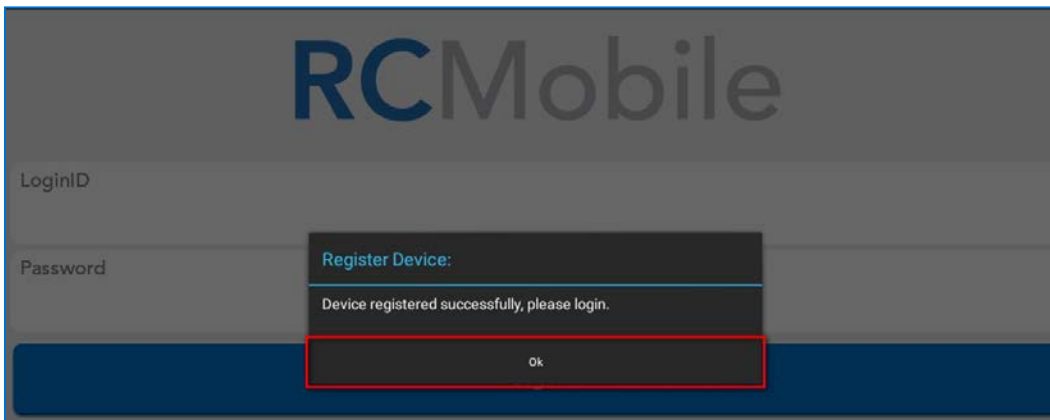 RCMobile
LoginID
Password
Register Device:
Device registered successfully, please login.
Ok